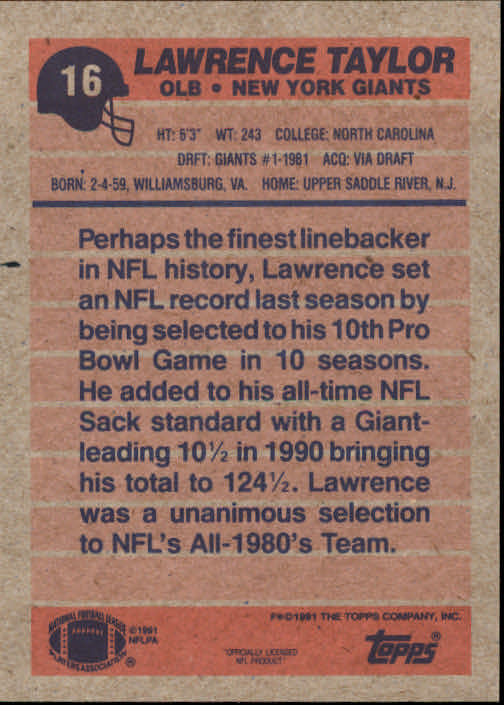 16
LAWRENCE TAYLOR
OLB • NEW YORK GIANTS
HT: 6'3" WT: 243 COLLEGE: NORTH CAROLINA
DRFT: GIANTS #1-1981 ACQ: VIA DRAFT
BORN: 2-4-59, WILLIAMSBURG, VA. HOME: UPPER SADDLE RIVER, N.J.
Perhaps the finest linebacker
in NFL history, Lawrence set
an NFL record last season by
being selected to his 10th Pro
Bowl Game in 10 seasons.
He added to his all-time NFL
Sack standard with a Giant-
leading 10½ in 1990 bringing
his total to 124½. Lawrence
was a unanimous selection
to NFL's All-1980's Team.
NATIONAL FOOTBALL LEAGUE
PLAYERS ASSOCIATION ®
©1991
NFLPA
F*©1991 THE TOPPS COMPANY, INC.
"OFFICIALLY LICENSED
NFL PRODUCT"
topps®